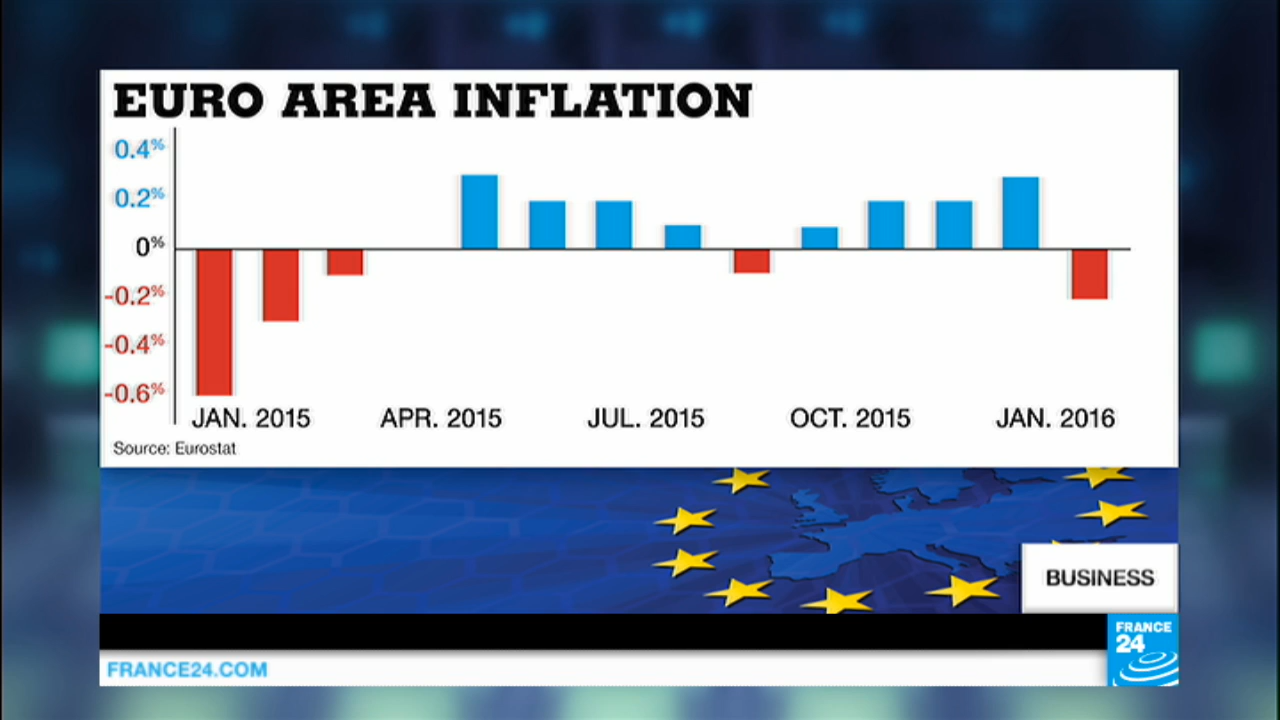 EURO AREA INFLATION
0.4%
0.2%
0%
-0.2%
-0.4%
-0.6%
JAN. 2015 APR. 2015 JUL. 2015 OCT. 2015 JAN. 2016
Source: Eurostat
BUSINESS
FRANCE
24
FRANCE24.COM